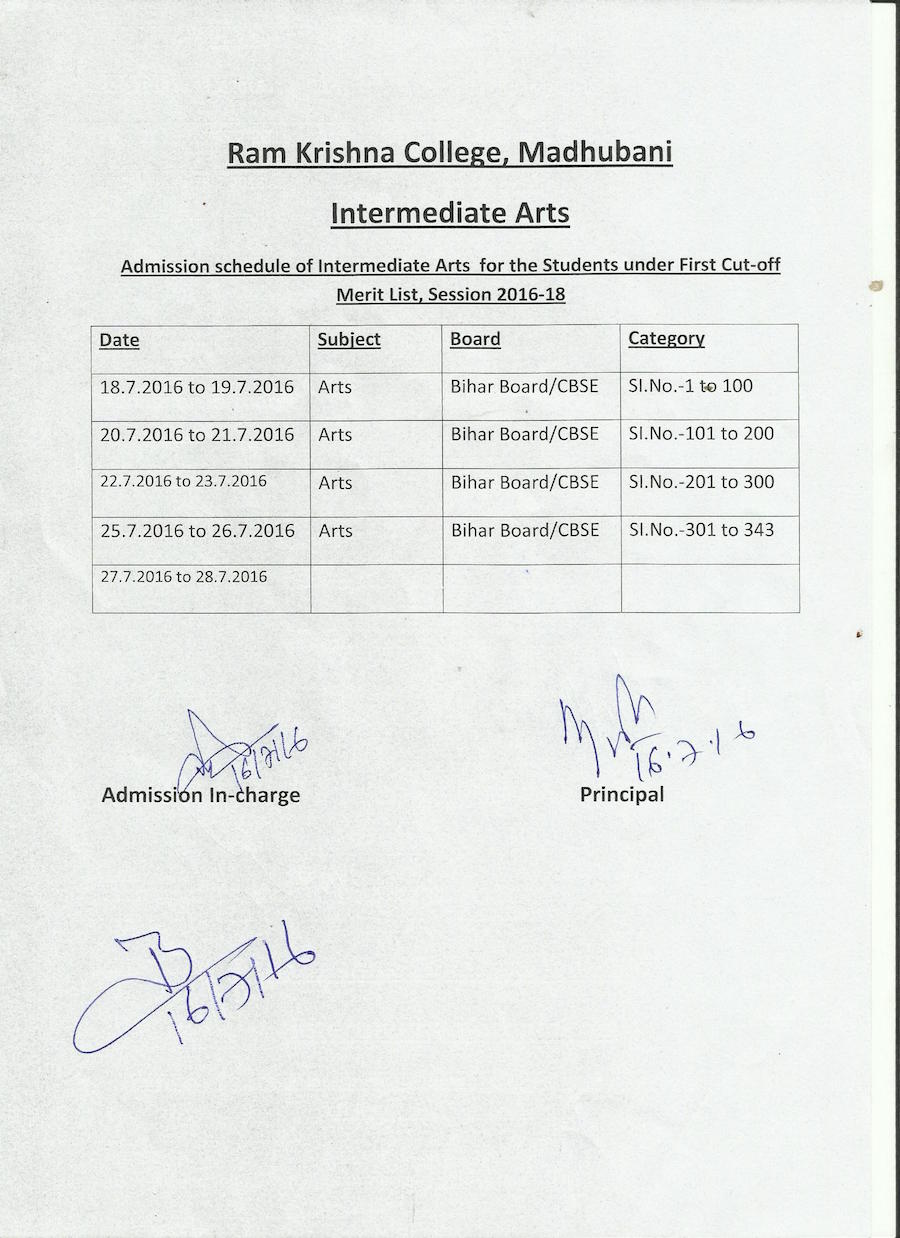 Ram Krishna College, Madhubani
Intermediate Arts
Admission schedule of Intermediate Arts for the Students under First Cut-off
Merit List, Session 2016-18
Date Subject Board Category
18.7.2016 to 19.7.2016 Arts Bihar Board/CBSE Sl.No.-1 to 100
20.7.2016 to 21.7.2016 Arts Bihar Board/CBSE Sl.No.-101 to 200
22.7.2016 to 23.7.2016 Arts Bihar Board/CBSE Sl.No.-201 to 300
25.7.2016 to 26.7.2016 Arts Bihar Board/CBSE Sl.No.-301 to 343
27.7.2016 to 28.7.2016
16/7/16 16.7.16
Admission In-charge Principal
16/7/16